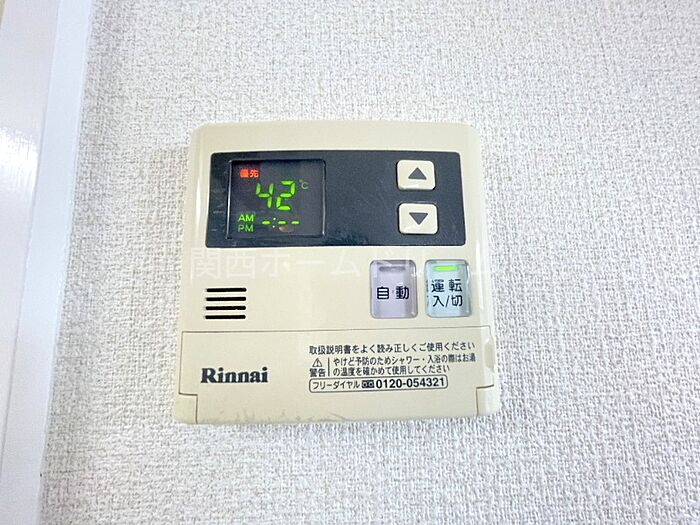 優先
42℃
AM
PM -:--
関西ホームドリーム
自動
運転
入/切
取扱説明書をよく読み正しくご使用ください
⚠ やけど予防のためシャワー・入浴の際はお湯
警告 の温度を確かめて使用してください
フリーダイヤル 0120-054321
Rinnai